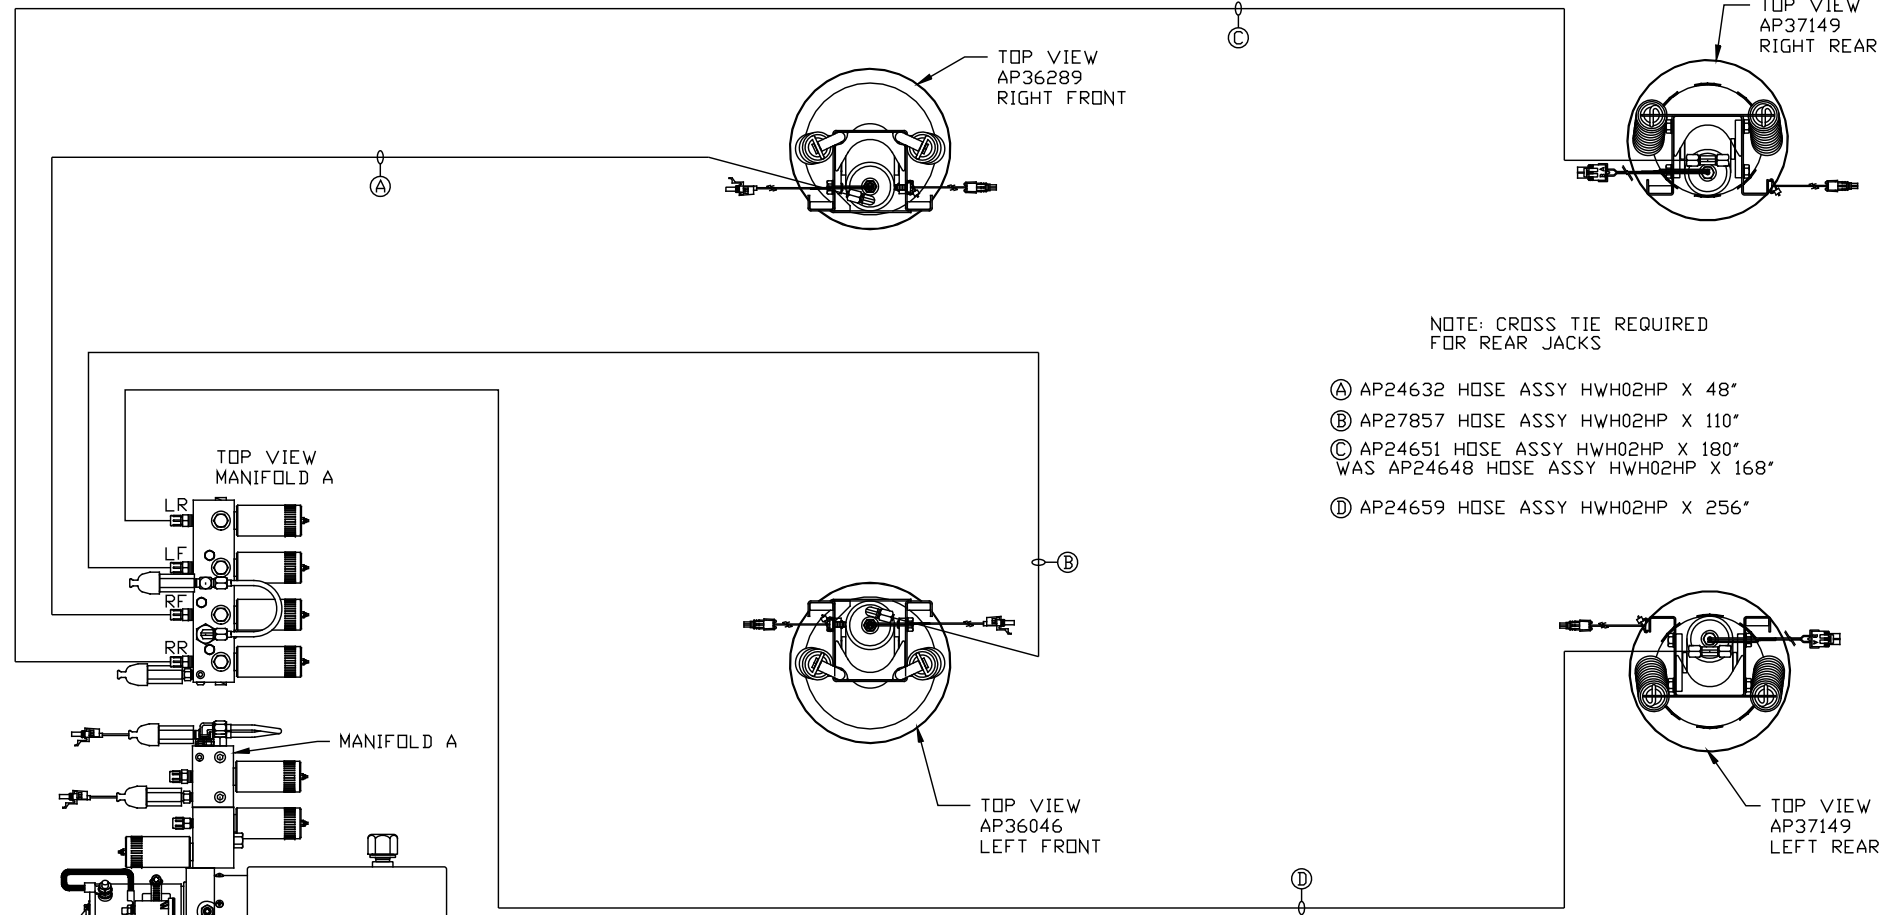 TOP VIEW
AP37149
RIGHT REAR
C
TOP VIEW
AP36289
RIGHT FRONT
A
NOTE: CROSS TIE REQUIRED
FOR REAR JACKS
A AP24632 HOSE ASSY HWH02HP X 48"
B AP27857 HOSE ASSY HWH02HP X 110"
C AP24651 HOSE ASSY HWH02HP X 180"
WAS AP24648 HOSE ASSY HWH02HP X 168"
D AP24659 HOSE ASSY HWH02HP X 256"
TOP VIEW
MANIFOLD A
LR
LF
RF
RR
B
MANIFOLD A
TOP VIEW
AP36046
LEFT FRONT
TOP VIEW
AP37149
LEFT REAR
D